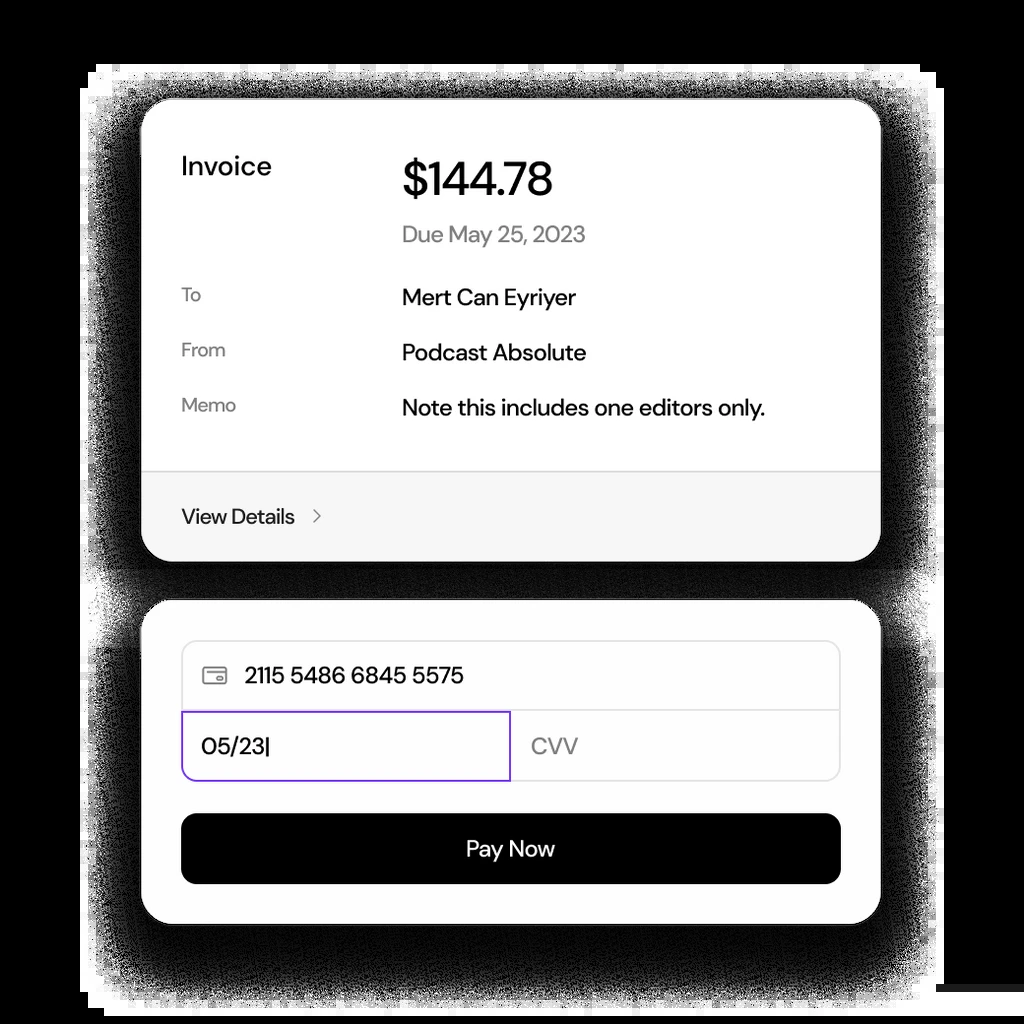 Invoice
$144.78
Due May 25, 2023
To
Mert Can Eyriyer
From
Podcast Absolute
Memo
Note this includes one editors only.
View Details
2115 5486 6845 5575
05/23
CVV
Pay Now